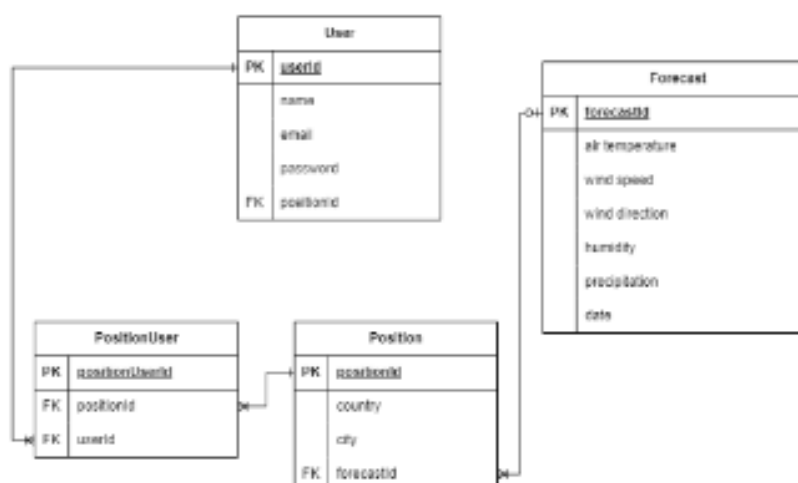 User
PK userId
name
email
password
FK positionId
Forecast
PK forecastId
air temperature
wind speed
wind direction
humidity
precipitation
date
PositionUser
PK positionUserId
FK positionId
FK userId
Position
PK positionId
country
city
FK forecastId